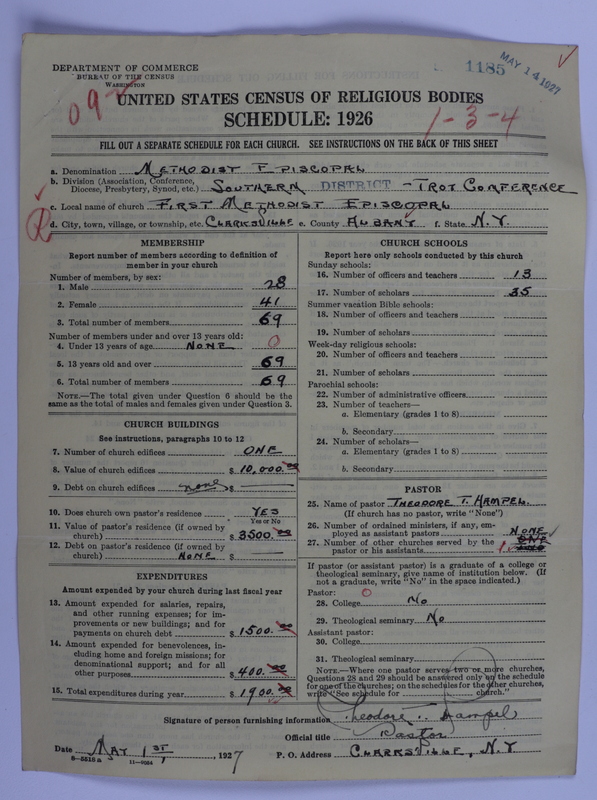 DEPARTMENT OF COMMERCE
BUREAU OF THE CENSUS
WASHINGTON
1185
MAY 14 1927
09
UNITED STATES CENSUS OF RELIGIOUS BODIES
SCHEDULE: 1926
1-3-4
FILL OUT A SEPARATE SCHEDULE FOR EACH CHURCH. SEE INSTRUCTIONS ON THE BACK OF THIS SHEET
a. Denomination METHODIST EPISCOPAL
b. Division (Association, Conference, Diocese, Presbytery, Synod, etc.) SOUTHERN DISTRICT - TROY CONFERENCE
c. Local name of church FIRST METHODIST EPISCOPAL
d. City, town, village, or township, etc. CLARKSVILLE e. County ALBANY f. State N.Y.
R
MEMBERSHIP
Report number of members according to definition of
member in your church
Number of members, by sex:
1. Male 28
2. Female 41
3. Total number of members 69
Number of members under and over 13 years old:
4. Under 13 years of age NONE 0
5. 13 years old and over 69
6. Total number of members 69
NOTE.—The total given under Question 6 should be
same as the total of males and females given under Question 3.
CHURCH BUILDINGS
See instructions, paragraphs 10 to 12
7. Number of church edifices ONE
8. Value of church edifices $ 10,000.00
9. Debt on church edifices none $
10. Does church own pastor's residence YES
Yes or No
11. Value of pastor's residence (if owned by
church) $ 3500.00
12. Debt on pastor's residence (if owned by
church) NONE $
EXPENDITURES
Amount expended by your church during last fiscal year
13. Amount expended for salaries, repairs,
and other running expenses; for im-
provements or new buildings; and for
payments on church debt $ 1500.00
14. Amount expended for benevolences, in-
cluding home and foreign missions; for
denominational support; and for all
other purposes $ 400.00
15. Total expenditures during year $ 1900.00
CHURCH SCHOOLS
Report here only schools conducted by this church
Sunday schools:
16. Number of officers and teachers 13
17. Number of scholars 35
Summer vacation Bible schools:
18. Number of officers and teachers
19. Number of scholars
Week-day religious schools:
20. Number of officers and teachers
21. Number of scholars
Parochial schools:
22. Number of administrative officers
23. Number of teachers—
a. Elementary (grades 1 to 8)
b. Secondary
24. Number of scholars—
a. Elementary (grades 1 to 8)
b. Secondary
PASTOR
25. Name of pastor THEODORE T. HAMPEL.
(If church has no pastor, write "None")
26. Number of ordained ministers, if any, em-
ployed as assistant pastors NONE
27. Number of other churches served by the ONE
pastor or his assistants 1
If pastor (or assistant pastor) is a graduate of a college or
theological seminary, give name of institution below. (If
not a graduate, write "No" in the space indicated.)
Pastor: 0
28. College No
29. Theological seminary No
Assistant pastor:
30. College
31. Theological seminary
NOTE.—Where one pastor serves two or more churches,
Questions 28 and 29 should be answered only on the schedule
for one of the churches; on the schedules for the other churches,
write "See schedule for church."
Signature of person furnishing information Theodore T. Hampel
Official title Pastor
Date MAY 1ST, 1927 P. O. Address CLARKSVILLE, N.Y
8-5518 a 11-9054